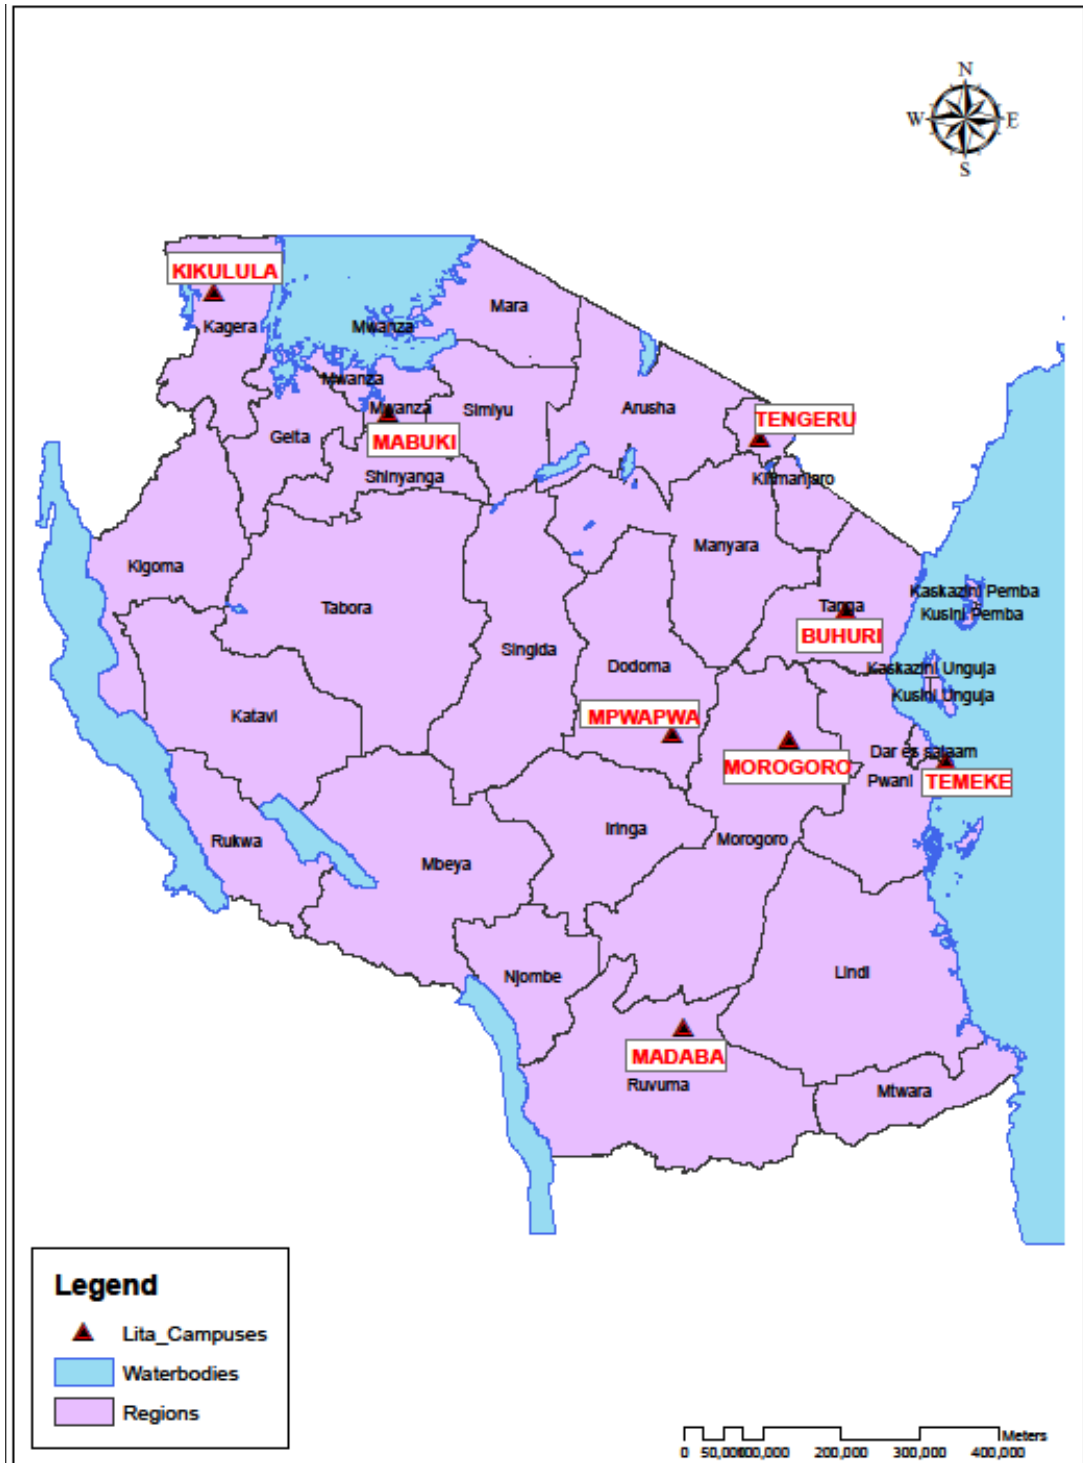 N
W E
S
KIKULULA
Kagera
Mwanza
Mara
Mwanza
Mwanza
Simiyu
Arusha
TENGERU
Geita
MABUKI
Shinyanga
Kilimanjaro
Kigoma
Tabora
Manyara
Singida
Dodoma
Tanga
BUHURI
Kaskazini Pemba
Kusini Pemba
Kaskazini Unguja
Kusini Unguja
Katavi
MPWAPWA
MOROGORO
Dar es salaam
Pwani
TEMEKE
Rukwa
Mbeya
Iringa
Morogoro
Njombe
Lindi
MADABA
Ruvuma
Mtwara
Legend
Lita_Campuses
Waterbodies
Regions
Meters
0 50,000100,000 200,000 300,000 400,000